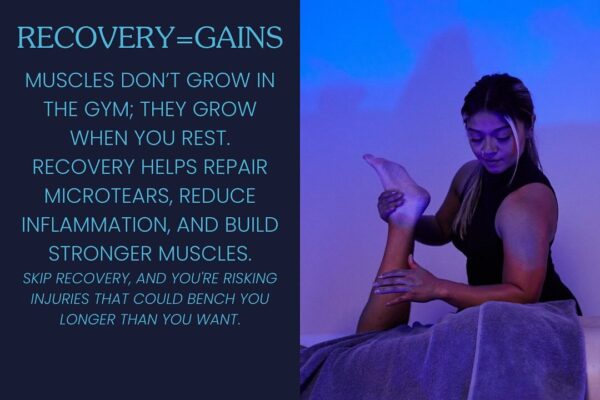 RECOVERY=GAINS
MUSCLES DON’T GROW IN
THE GYM; THEY GROW
WHEN YOU REST.
RECOVERY HELPS REPAIR
MICROTEARS, REDUCE
INFLAMMATION, AND BUILD
STRONGER MUSCLES.
SKIP RECOVERY, AND YOU'RE RISKING
INJURIES THAT COULD BENCH YOU
LONGER THAN YOU WANT.